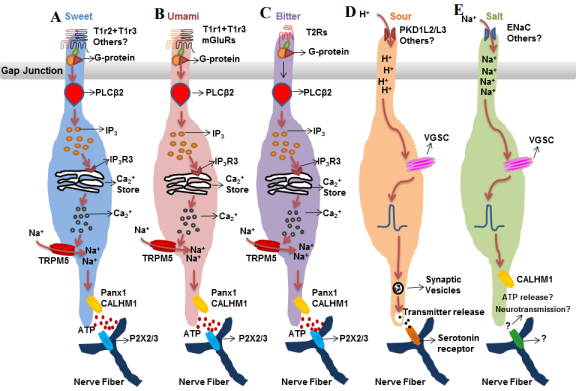 A Sweet
T1r2+T1r3
Others?
G-protein
Gap Junction
PLCβ2
IP3
IP3R3
Ca2+
Store
Ca2+
Na+
Na+
Na+
TRPM5
Panx1
CALHM1
ATP
P2X2/3
Nerve Fiber
B Umami
T1r1+T1r3
mGluRs
G-protein
PLCβ2
IP3
IP3R3
Ca2+
Store
Ca2+
Na+
Na+
Na+
TRPM5
Panx1
CALHM1
ATP
P2X2/3
Nerve Fiber
C Bitter
T2Rs
G-protein
PLCβ2
IP3
IP3R3
Ca2+
Store
Ca2+
Na+
Na+
Na+
TRPM5
Panx1
CALHM1
ATP
P2X2/3
Nerve Fiber
D Sour
H+
PKD1L2/L3
Others?
H+
H+
H+
H+
VGSC
Synaptic
Vesicles
Transmitter release
Serotonin
receptor
Nerve Fiber
E Salt
Na+
ENaC
Others?
Na+
Na+
Na+
Na+
VGSC
CALHM1
ATP release?
Neurotransmission?
?
?
Nerve Fiber